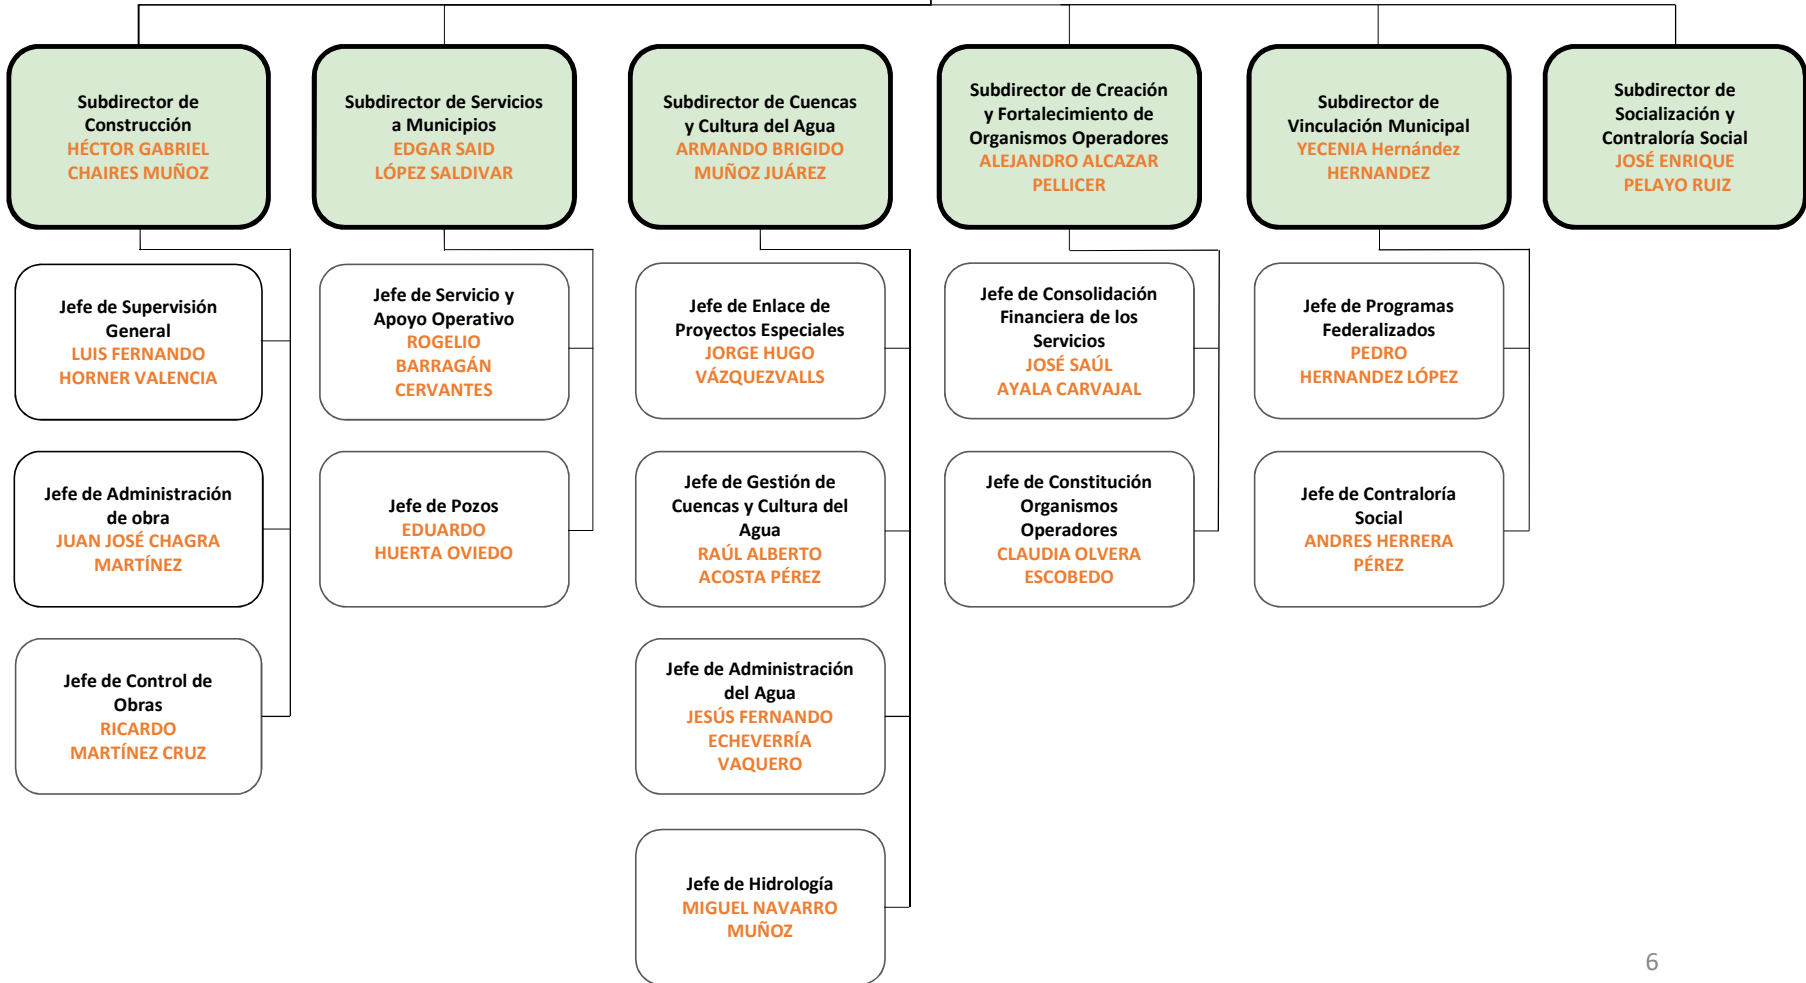 Subdirector de
Construcción
HÉCTOR GABRIEL
CHAIRES MUÑOZ
Subdirector de Servicios
a Municipios
EDGAR SAID
LÓPEZ SALDIVAR
Subdirector de Cuencas
y Cultura del Agua
ARMANDO BRIGIDO
MUÑOZ JUÁREZ
Subdirector de Creación
y Fortalecimiento de
Organismos Operadores
ALEJANDRO ALCAZAR
PELLICER
Subdirector de
Vinculación Municipal
YECENIA Hernández
HERNANDEZ
Subdirector de
Socialización y
Contraloría Social
JOSÉ ENRIQUE
PELAYO RUIZ
Jefe de Supervisión
General
LUIS FERNANDO
HORNER VALENCIA
Jefe de Servicio y
Apoyo Operativo
ROGELIO
BARRAGÁN
CERVANTES
Jefe de Enlace de
Proyectos Especiales
JORGE HUGO
VÁZQUEZVALLS
Jefe de Consolidación
Financiera de los
Servicios
JOSÉ SAÚL
AYALA CARVAJAL
Jefe de Programas
Federalizados
PEDRO
HERNANDEZ LÓPEZ
Jefe de Administración
de obra
JUAN JOSÉ CHAGRA
MARTÍNEZ
Jefe de Pozos
EDUARDO
HUERTA OVIEDO
Jefe de Gestión de
Cuencas y Cultura del
Agua
RAÚL ALBERTO
ACOSTA PÉREZ
Jefe de Constitución
Organismos
Operadores
CLAUDIA OLVERA
ESCOBEDO
Jefe de Contraloría
Social
ANDRES HERRERA
PÉREZ
Jefe de Control de
Obras
RICARDO
MARTÍNEZ CRUZ
Jefe de Administración
del Agua
JESÚS FERNANDO
ECHEVERRÍA
VAQUERO
Jefe de Hidrología
MIGUEL NAVARRO
MUÑOZ
6